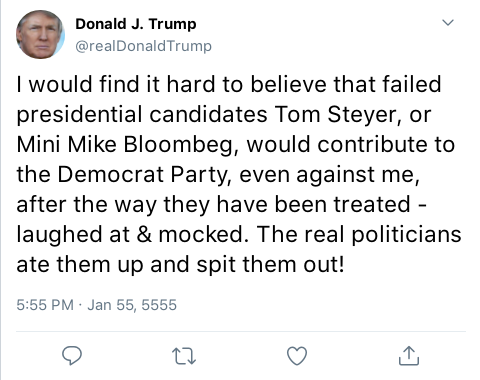 Donald J. Trump
@realDonaldTrump
I would find it hard to believe that failed
presidential candidates Tom Steyer, or
Mini Mike Bloombeg, would contribute to
the Democrat Party, even against me,
after the way they have been treated -
laughed at & mocked. The real politicians
ate them up and spit them out!
5:55 PM · Jan 55, 5555